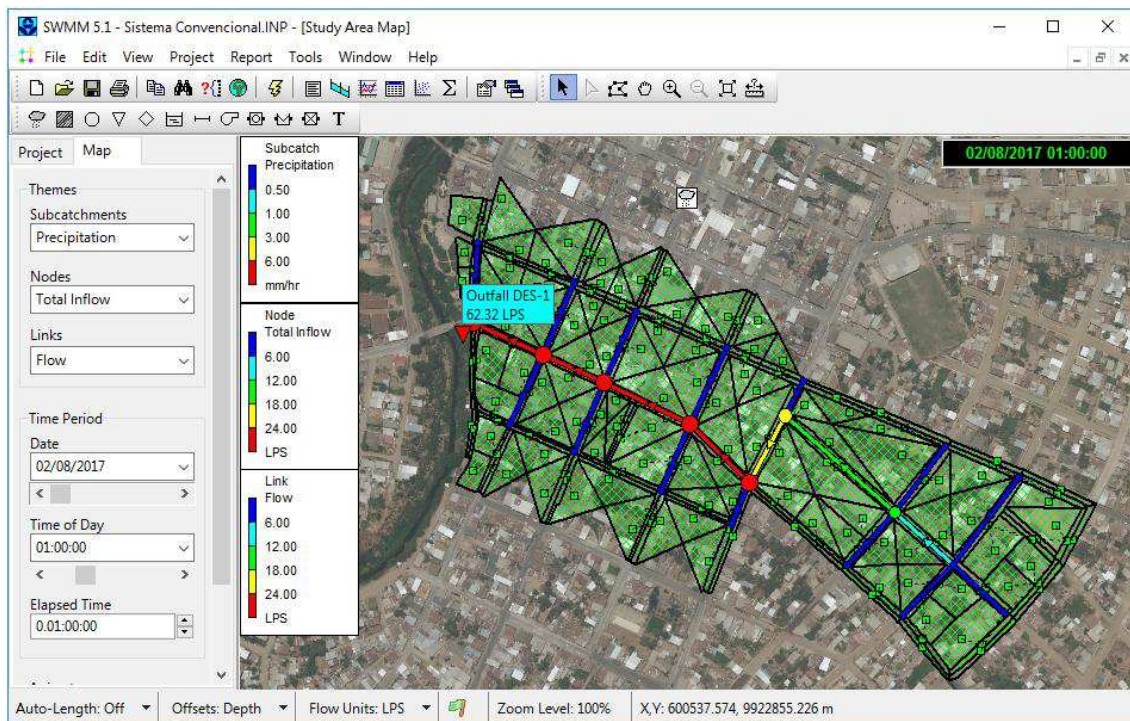 SWMM 5.1 - Sistema Convencional.INP - [Study Area Map]
File Edit View Project Report Tools Window Help
T
Project Map
Themes
Subcatchments
Precipitation
Nodes
Total Inflow
Links
Flow
Time Period
Date
02/08/2017
Time of Day
01:00:00
Elapsed Time
0.01:00:00
Subcatch
Precipitation
0.50
1.00
3.00
6.00
mm/hr
Node
Total Inflow
6.00
12.00
18.00
24.00
LPS
Link
Flow
6.00
12.00
18.00
24.00
LPS
02/08/2017 01:00:00
Outfall DES-1
62.32 LPS
Auto-Length: Off Offsets: Depth Flow Units: LPS Zoom Level: 100% X,Y: 600537.574, 9922855.226 m